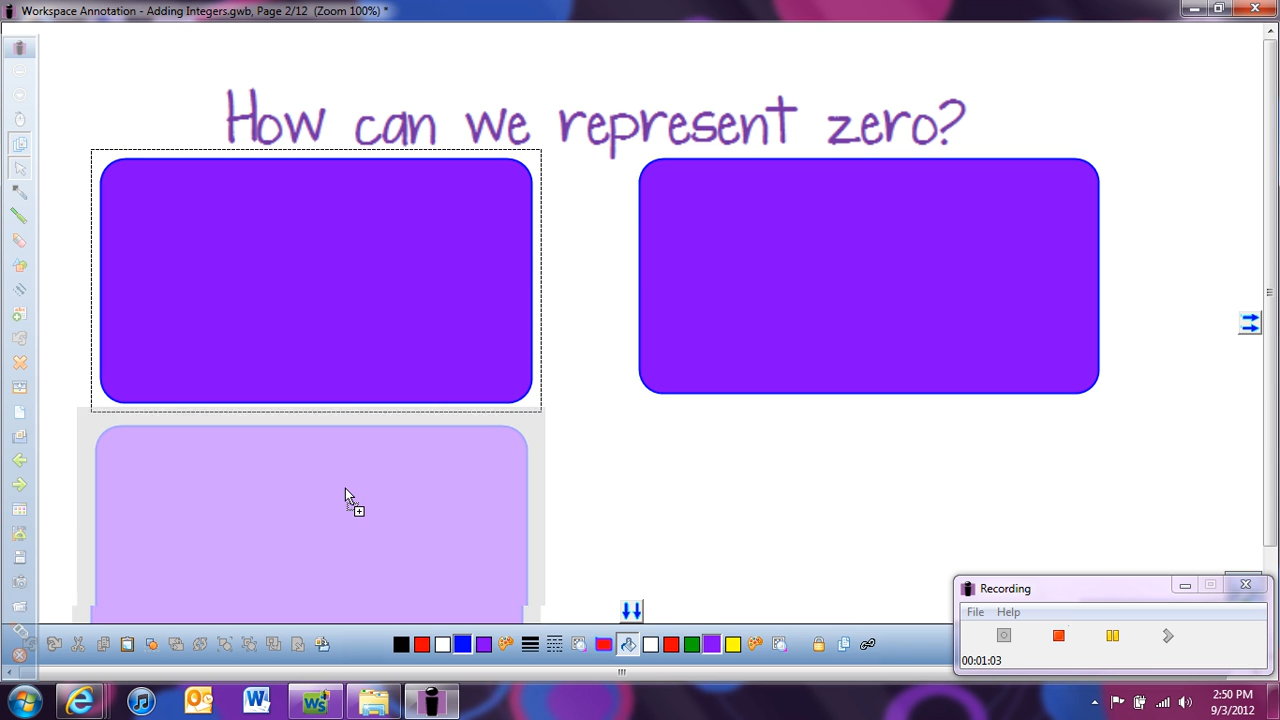 Workspace Annotation - Adding Integers.gwb, Page 2/12 (Zoom 100%) *
How can we represent zero?
Recording
File Help
00:01:03
W
WS
2:50 PM
9/3/2012